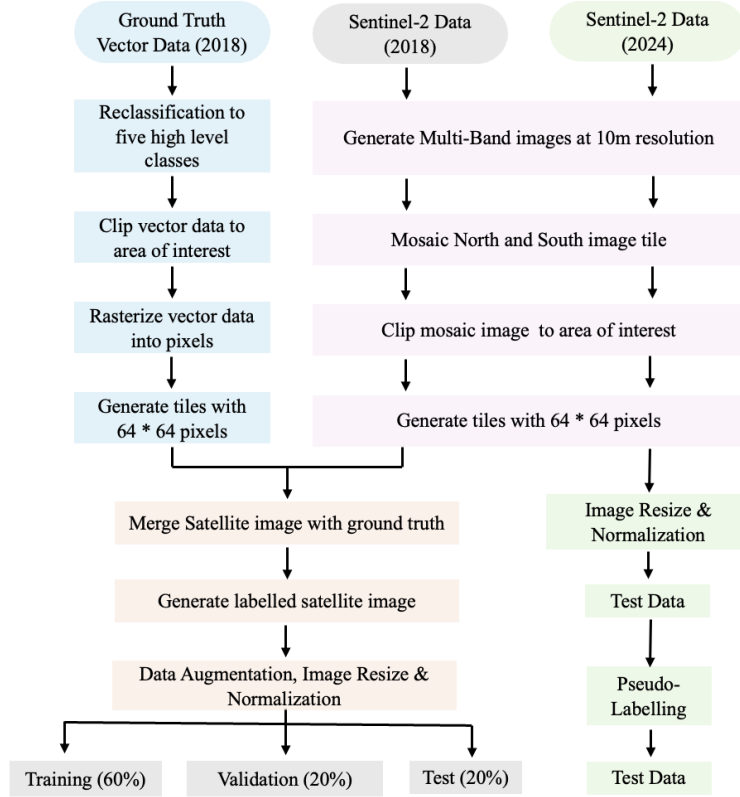 Ground Truth
Vector Data (2018)
Sentinel-2 Data
(2018)
Sentinel-2 Data
(2024)
Reclassification to
five high level
classes
Generate Multi-Band images at 10m resolution
Clip vector data to
area of interest
Mosaic North and South image tile
Rasterize vector data
into pixels
Clip mosaic image to area of interest
Generate tiles with
64 * 64 pixels
Generate tiles with 64 * 64 pixels
Merge Satellite image with ground truth
Image Resize &
Normalization
Generate labelled satellite image
Test Data
Data Augmentation, Image Resize &
Normalization
Pseudo-
Labelling
Training (60%)
Validation (20%)
Test (20%)
Test Data